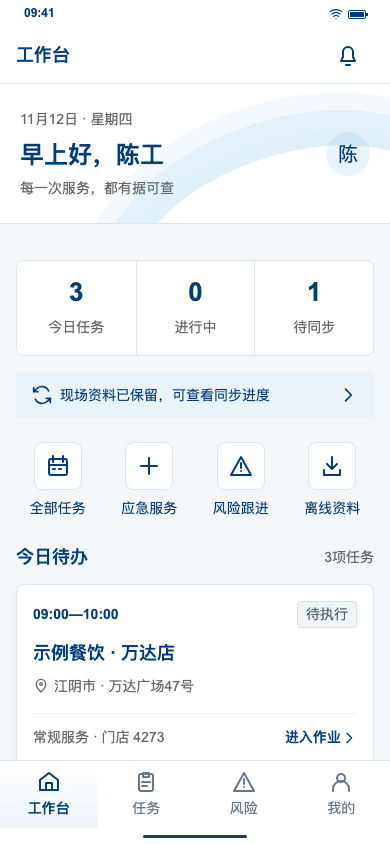 09:41
工作台
11月12日 · 星期四
早上好，陈工
陈
每一次服务，都有据可查
3 0 1
今日任务 进行中 待同步
现场资料已保留，可查看同步进度
全部任务 应急服务 风险跟进 离线资料
今日待办 3项任务
09:00—10:00 待执行
示例餐饮 · 万达店
江阴市 · 万达广场47号
常规服务 · 门店 4273 进入作业
工作台 任务 风险 我的